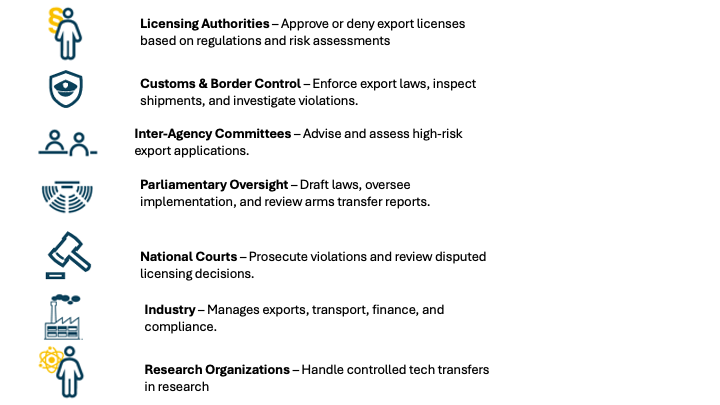 Licensing Authorities – Approve or deny export licenses
based on regulations and risk assessments
Customs & Border Control – Enforce export laws, inspect
shipments, and investigate violations.
Inter-Agency Committees – Advise and assess high-risk
export applications.
Parliamentary Oversight – Draft laws, oversee
implementation, and review arms transfer reports.
National Courts – Prosecute violations and review disputed
licensing decisions.
Industry – Manages exports, transport, finance, and
compliance.
Research Organizations – Handle controlled tech transfers
in research